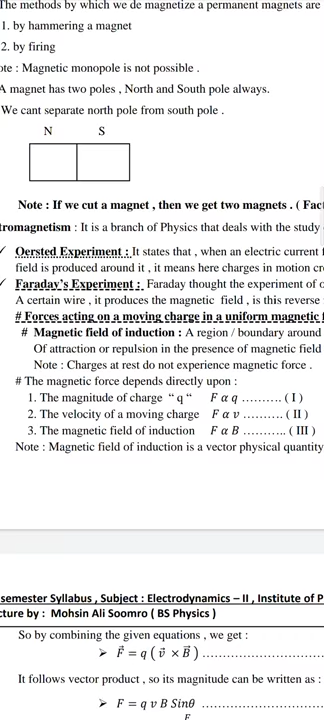 The methods by which we de magnetize a permanent magnets are
1. by hammering a magnet
2. by firing
ote : Magnetic monopole is not possible .
A magnet has two poles , North and South pole always.
We cant separate north pole from south pole .
N S
Note : If we cut a magnet , then we get two magnets . ( Fact
tromagnetism : It is a branch of Physics that deals with the study
✓ Oersted Experiment : It states that , when an electric current f
field is produced around it , it means here charges in motion cr
✓ Faraday's Experiment : Faraday thought the experiment of o
A certain wire , it produces the magnetic field , is this reverse
# Forces acting on a moving charge in a uniform magnetic f
# Magnetic field of induction : A region / boundary around
Of attraction or repulsion in the presence of magnetic field
Note : Charges at rest do not experience magnetic force .
# The magnetic force depends directly upon :
1. The magnitude of charge “ q “ F α q ………. ( I )
2. The velocity of a moving charge F α v ………. ( II )
3. The magnetic field of induction F α B ……….. ( III )
Note : Magnetic field of induction is a vector physical quantity
semester Syllabus , Subject : Electrodynamics – II , Institute of P
cture by : Mohsin Ali Soomro ( BS Physics )
So by combining the given equations , we get :
➢ F⃗ = q ( v⃗ × B⃗ ) …………………………
It follows vector product , so its magnitude can be written as :
➢ F = q v B Sinθ …………………………
F